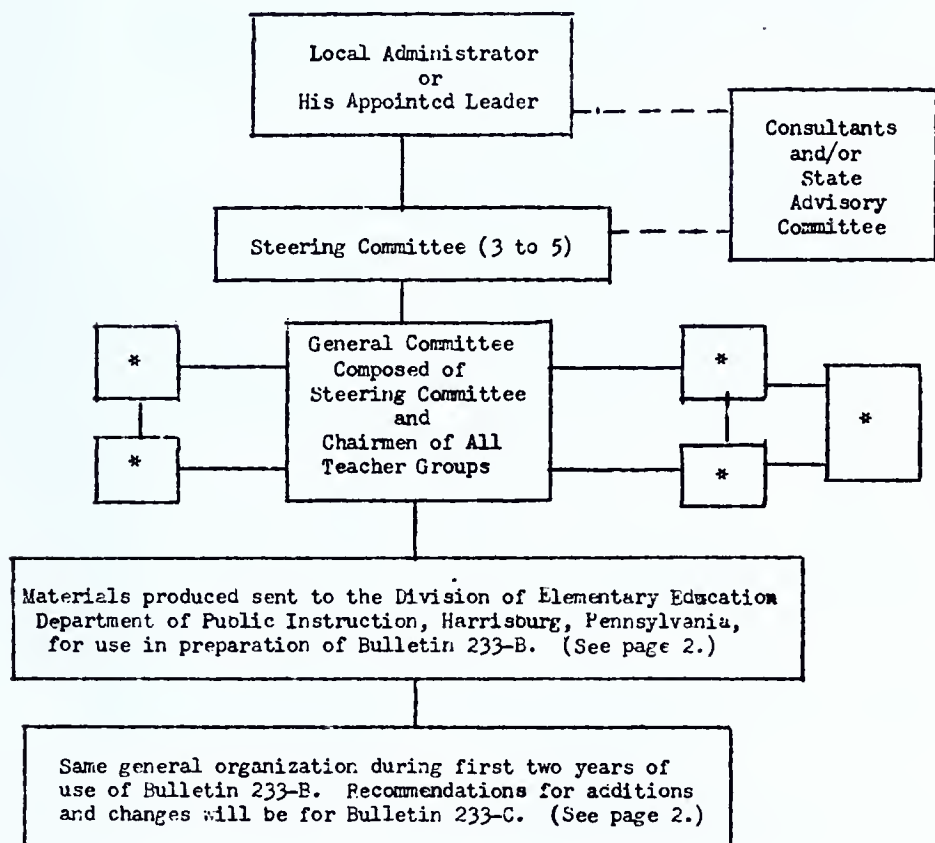 Local Administrator
or
His Appointed Leader
Consultants
and/or
State
Advisory
Committee
Steering Committee (3 to 5)
General Committee
Composed of
Steering Committee
and
Chairmen of All
Teacher Groups
*
*
*
*
*
Materials produced sent to the Division of Elementary Education
Department of Public Instruction, Harrisburg, Pennsylvania,
for use in preparation of Bulletin 233-B. (See page 2.)
Same general organization during first two years of
use of Bulletin 233-B. Recommendations for additions
and changes will be for Bulletin 233-C. (See page 2.)